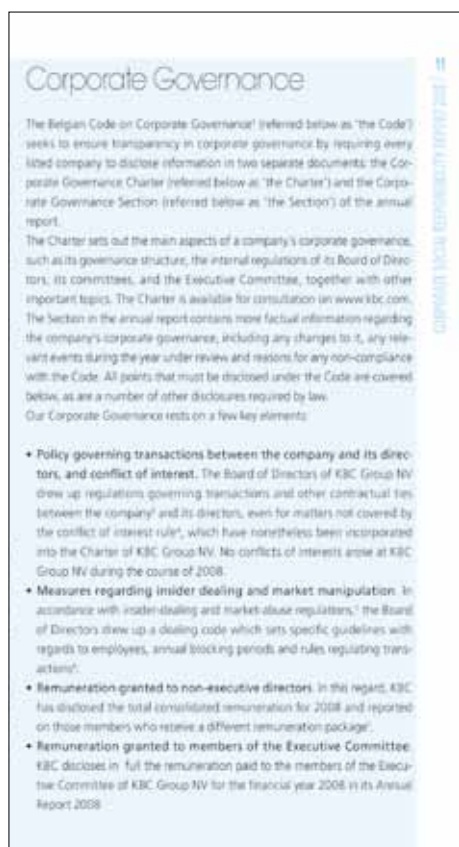 11
CORPORATE SOCIAL RESPONSIBILITY REPORT 2008
Corporate Governance
The Belgian Code on Corporate Governance (referred below as 'the Code')
seeks to ensure transparency in corporate governance by requiring every
listed company to disclose information in two separate documents: the Cor-
porate Governance Charter (referred below as 'the Charter') and the Corpo-
rate Governance Section (referred below as 'the Section') of the annual
report.
The Charter sets out the main aspects of a company's corporate governance,
such as its governance structure, the internal regulations of its Board of Direc-
tors, its committees, and the Executive Committee, together with other
important topics. The Charter is available for consultation on www.kbc.com.
The Section in the annual report contains more factual information regarding
the company's corporate governance, including any changes to it, any rele-
vant events during the year under review and reasons for any non-compliance
with the Code. All points that must be disclosed under the Code are covered
below, as are a number of other disclosures required by law.
Our Corporate Governance rests on a few key elements:
• Policy governing transactions between the company and its direc-
tors, and conflict of interest. The Board of Directors of KBC Group NV
drew up regulations governing transactions and other contractual ties
between the company and its directors, even for matters not covered by
the conflict of interest rule, which have nonetheless been incorporated
into the Charter of KBC Group NV. No conflicts of interests arose at KBC
Group NV during the course of 2008.
• Measures regarding insider dealing and market manipulation. In
accordance with insider-dealing and market-abuse regulations, the Board
of Directors drew up a dealing code which sets specific guidelines with
regards to employees, annual blocking periods and rules regulating trans-
actions.
• Remuneration granted to non-executive directors. In this regard, KBC
has disclosed the total consolidated remuneration for 2008 and reported
on those members who receive a different remuneration package.
• Remuneration granted to members of the Executive Committee.
KBC discloses in full the remuneration paid to the members of the Execu-
tive Committee of KBC Group NV for the financial year 2008 in its Annual
Report 2008